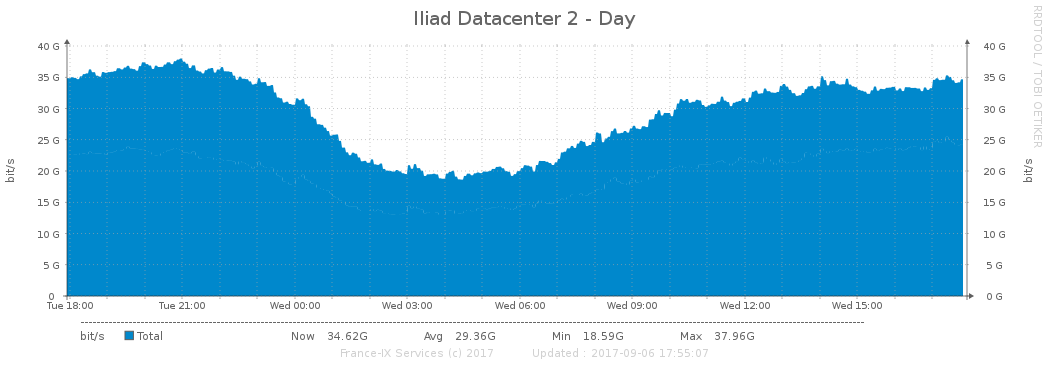 Iliad Datacenter 2 - Day
RRDTOOL / TOBI OETIKER
bit/s
40 G 40 G
35 G 35 G
30 G 30 G
25 G 25 G
20 G 20 G
15 G 15 G
10 G 10 G
5 G 5 G
0 0 G
bit/s
Tue 18:00 Tue 21:00 Wed 00:00 Wed 03:00 Wed 06:00 Wed 09:00 Wed 12:00 Wed 15:00
bit/s Total Now 34.62G Avg 29.36G Min 18.59G Max 37.96G
France-IX Services (c) 2017 Updated : 2017-09-06 17:55:07